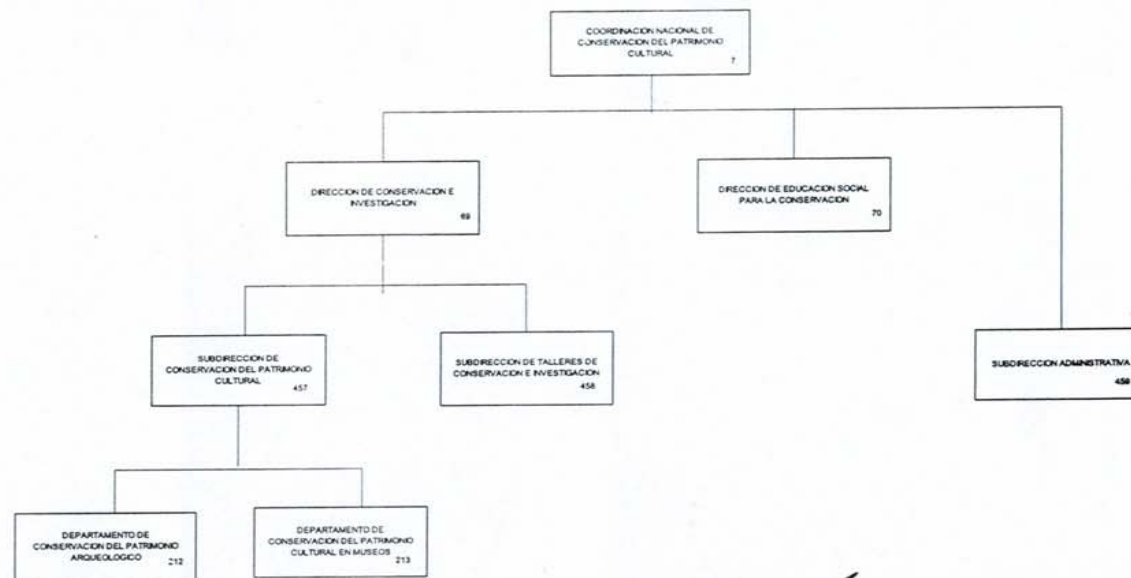 COORDINACION NACIONAL DE
CONSERVACION DEL PATRIMONIO
CULTURAL
7
DIRECCION DE CONSERVACION E
INVESTIGACION
69
DIRECCION DE EDUCACION SOCIAL
PARA LA CONSERVACION
70
SUBDIRECCION DE
CONSERVACION DEL PATRIMONIO
CULTURAL
457
SUBDIRECCION DE TALLERES DE
CONSERVACION E INVESTIGACION
458
SUBDIRECCION ADMINISTRATIVA
459
DEPARTAMENTO DE
CONSERVACION DEL PATRIMONIO
ARQUEOLOGICO
212
DEPARTAMENTO DE
CONSERVACION DEL PATRIMONIO
CULTURAL EN MUSEOS
213